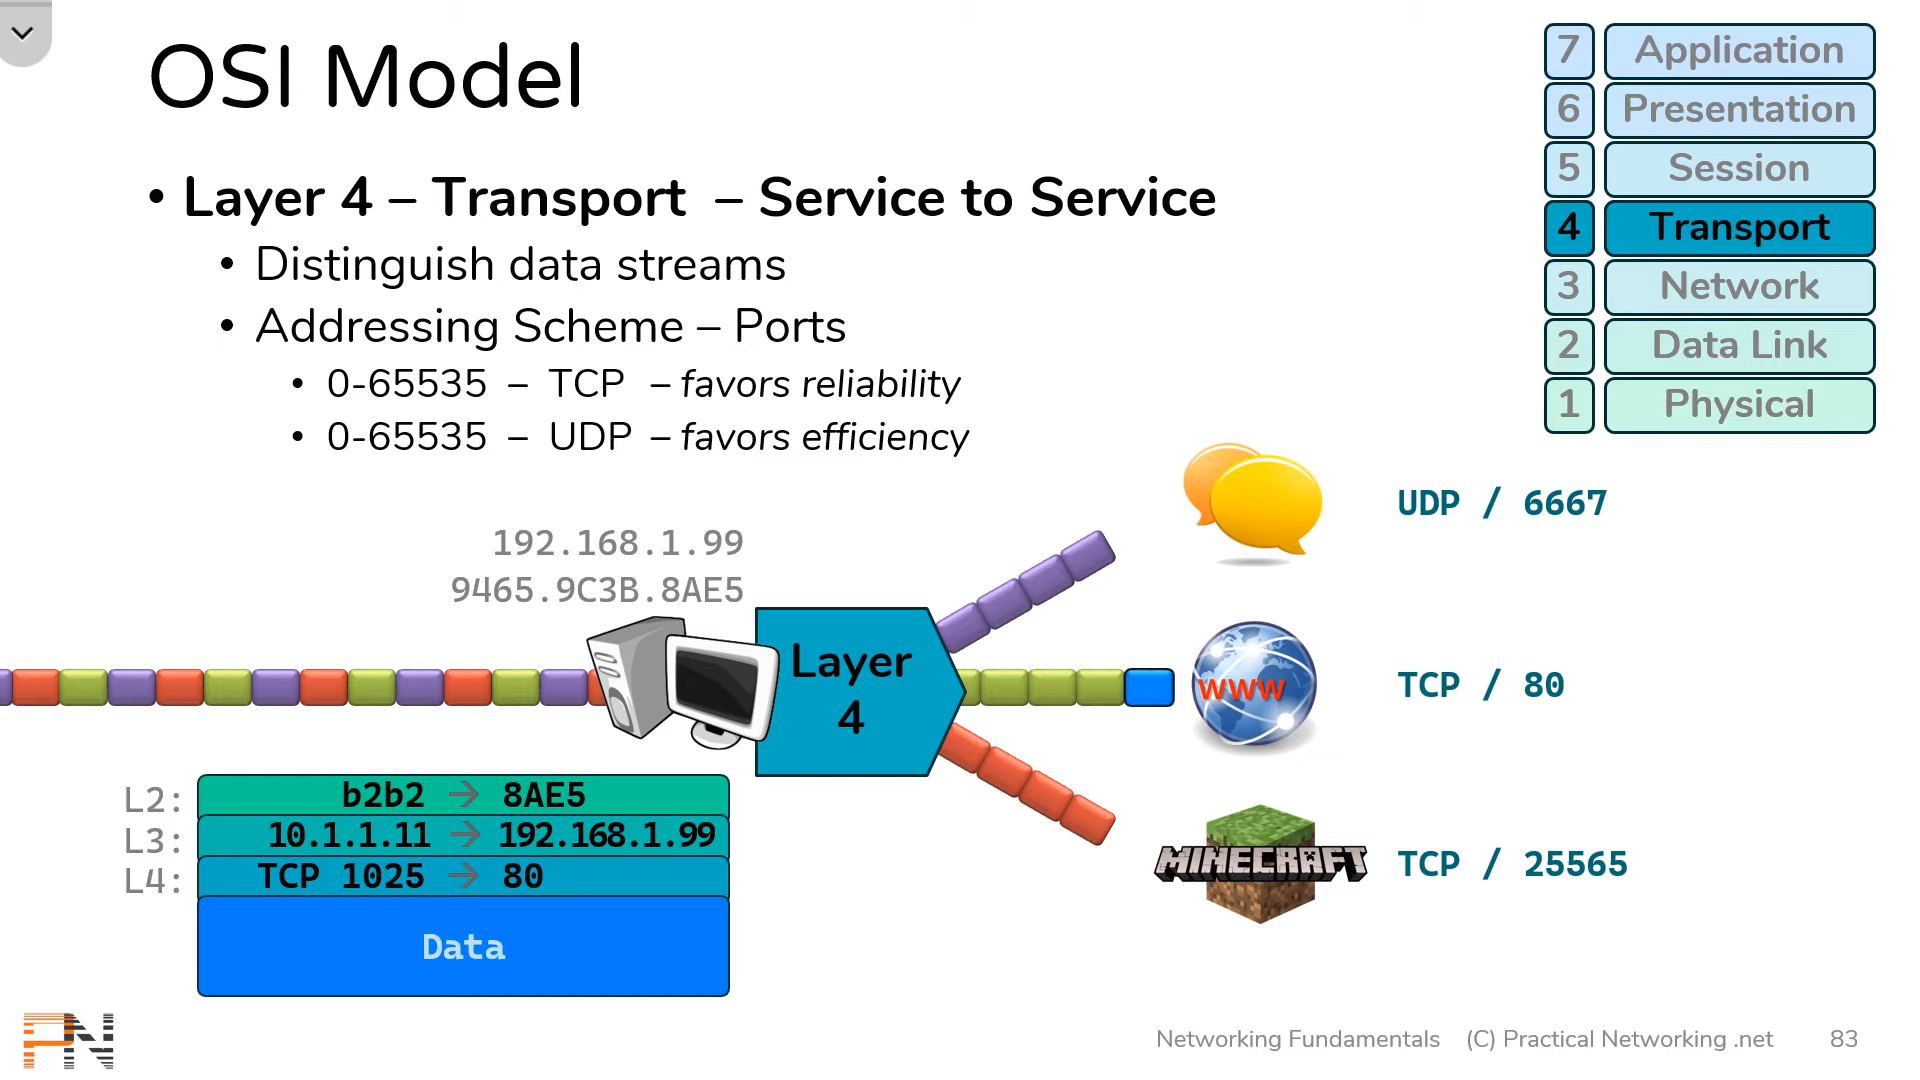 OSI Model
• Layer 4 – Transport – Service to Service
• Distinguish data streams
• Addressing Scheme – Ports
• 0-65535 – TCP – favors reliability
• 0-65535 – UDP – favors efficiency
7 Application
6 Presentation
5 Session
4 Transport
3 Network
2 Data Link
1 Physical
192.168.1.99
9465.9C3B.8AE5
Layer
4
UDP / 6667
WWW
TCP / 80
MINECRAFT
TCP / 25565
L2: b2b2 → 8AE5
L3: 10.1.1.11 → 192.168.1.99
L4: TCP 1025 → 80
Data
PN
Networking Fundamentals (C) Practical Networking .net 83